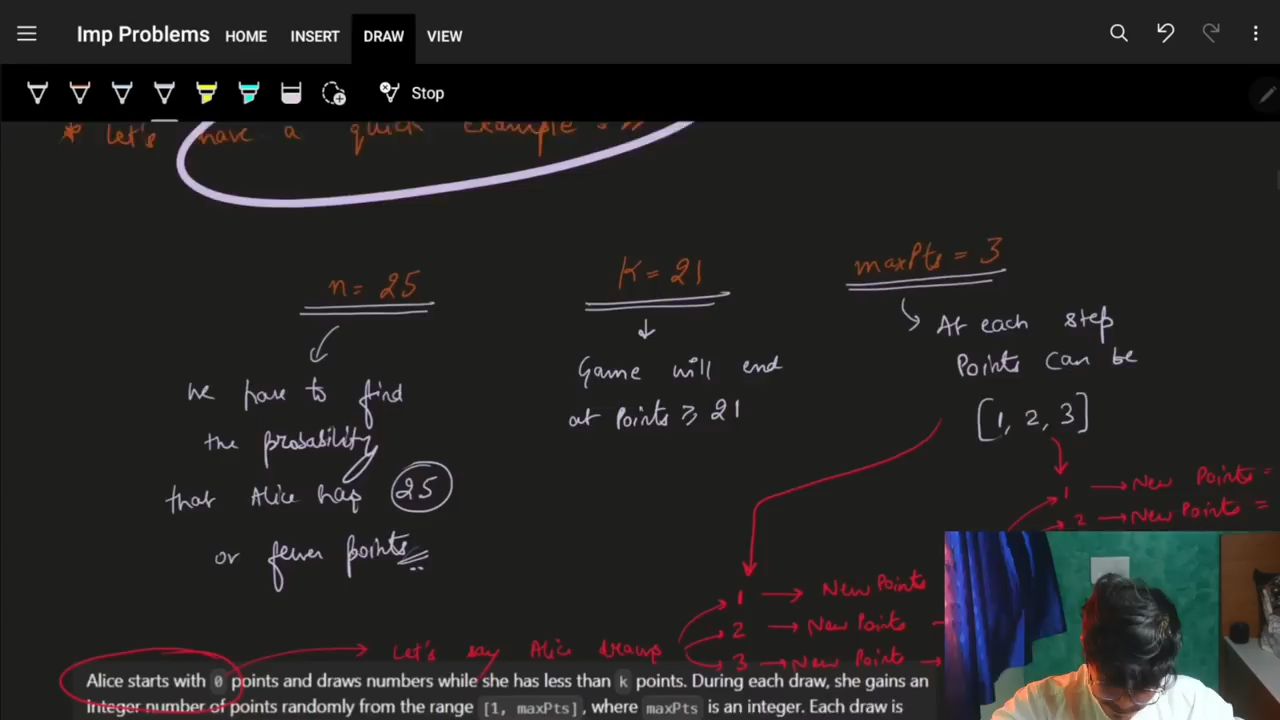 Imp Problems HOME INSERT DRAW VIEW
Stop
* Let's have a quick example :
n = 25
K = 21
maxPts = 3
We have to find
the probability
that Alice has 25
or fewer points
Game will end
at Points ≥ 21
At each step
Points can be
[1, 2, 3]
1 → New Points =
2 → New Points =
Let's say Alice draws
1 → New Points
2 → New Points
3 → New Points
Alice starts with 0 points and draws numbers while she has less than k points. During each draw, she gains an
integer number of points randomly from the range [1, maxPts], where maxPts is an integer. Each draw is